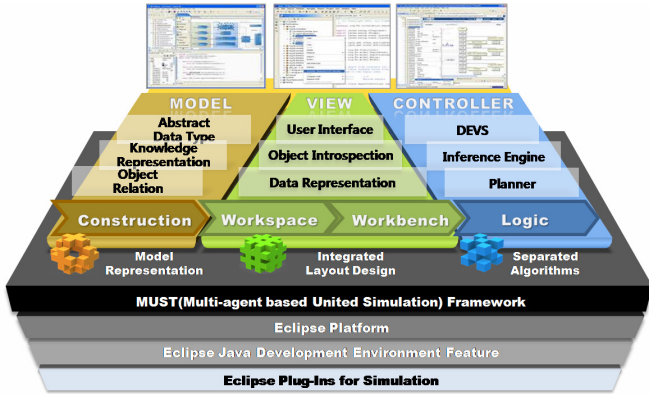 MODEL
VIEW
CONTROLLER
Abstract
Data Type
User Interface
DEVS
Knowledge
Representation
Object Introspection
Inference Engine
Object
Relation
Data Representation
Planner
Construction
Workspace
Workbench
Logic
Model
Representation
Integrated
Layout Design
Separated
Algorithms
MUST(Multi-agent based United Simulation) Framework
Eclipse Platform
Eclipse Java Development Environment Feature
Eclipse Plug-Ins for Simulation